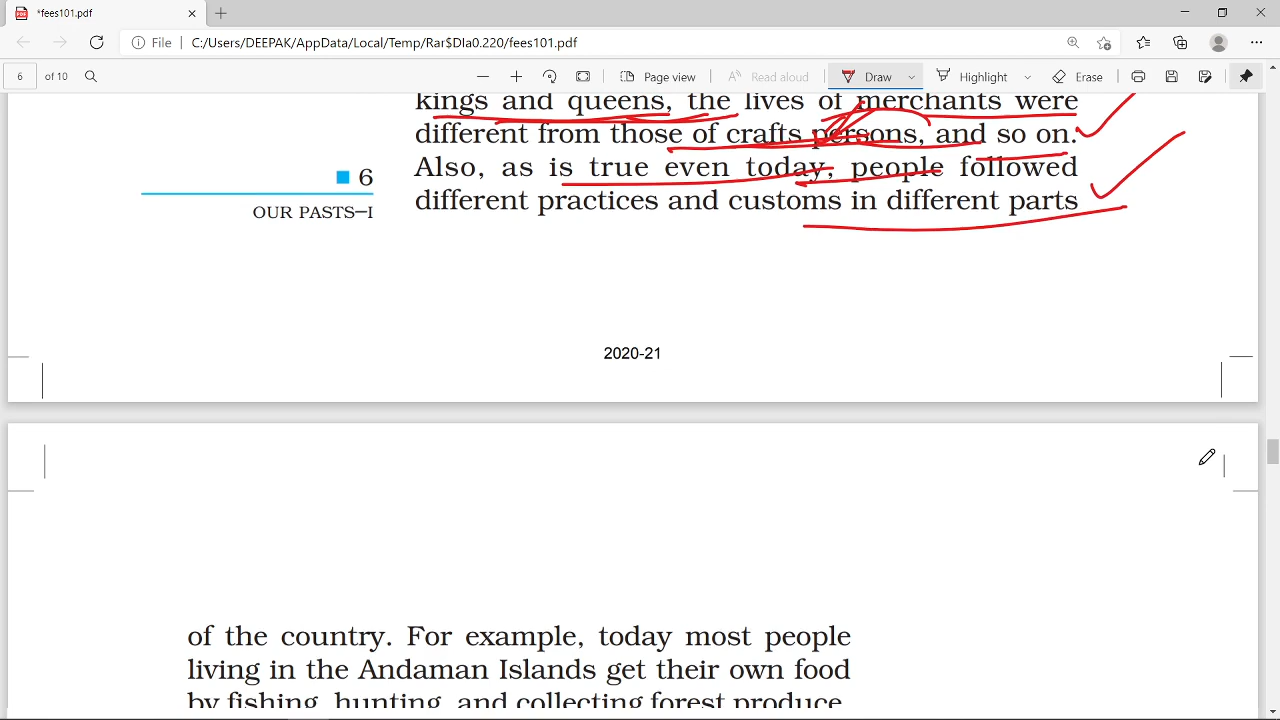 *fees101.pdf
File C:/Users/DEEPAK/AppData/Local/Temp/Rar$DIa0.220/fees101.pdf
6 of 10 Page view Read aloud Draw Highlight Erase
kings and queens, the lives of merchants were
different from those of crafts persons, and so on.
Also, as is true even today, people followed
different practices and customs in different parts
6
OUR PASTS—I
2020-21
of the country. For example, today most people
living in the Andaman Islands get their own food
by fishing, hunting, and collecting forest produce.